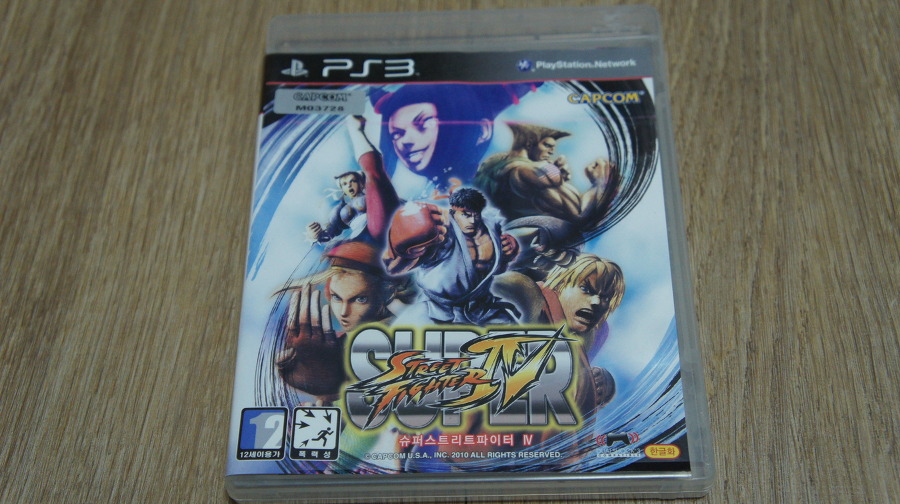 PS3
PlayStation.Network
CAPCOM
M03728
CAPCOM
SUPER
STREET
FIGHTER IV
슈퍼스트리트파이터 IV
© CAPCOM U.S.A., INC. 2010 ALL RIGHTS RESERVED.
12
12세이용가
폭력성
COMPATIBLE
한글화